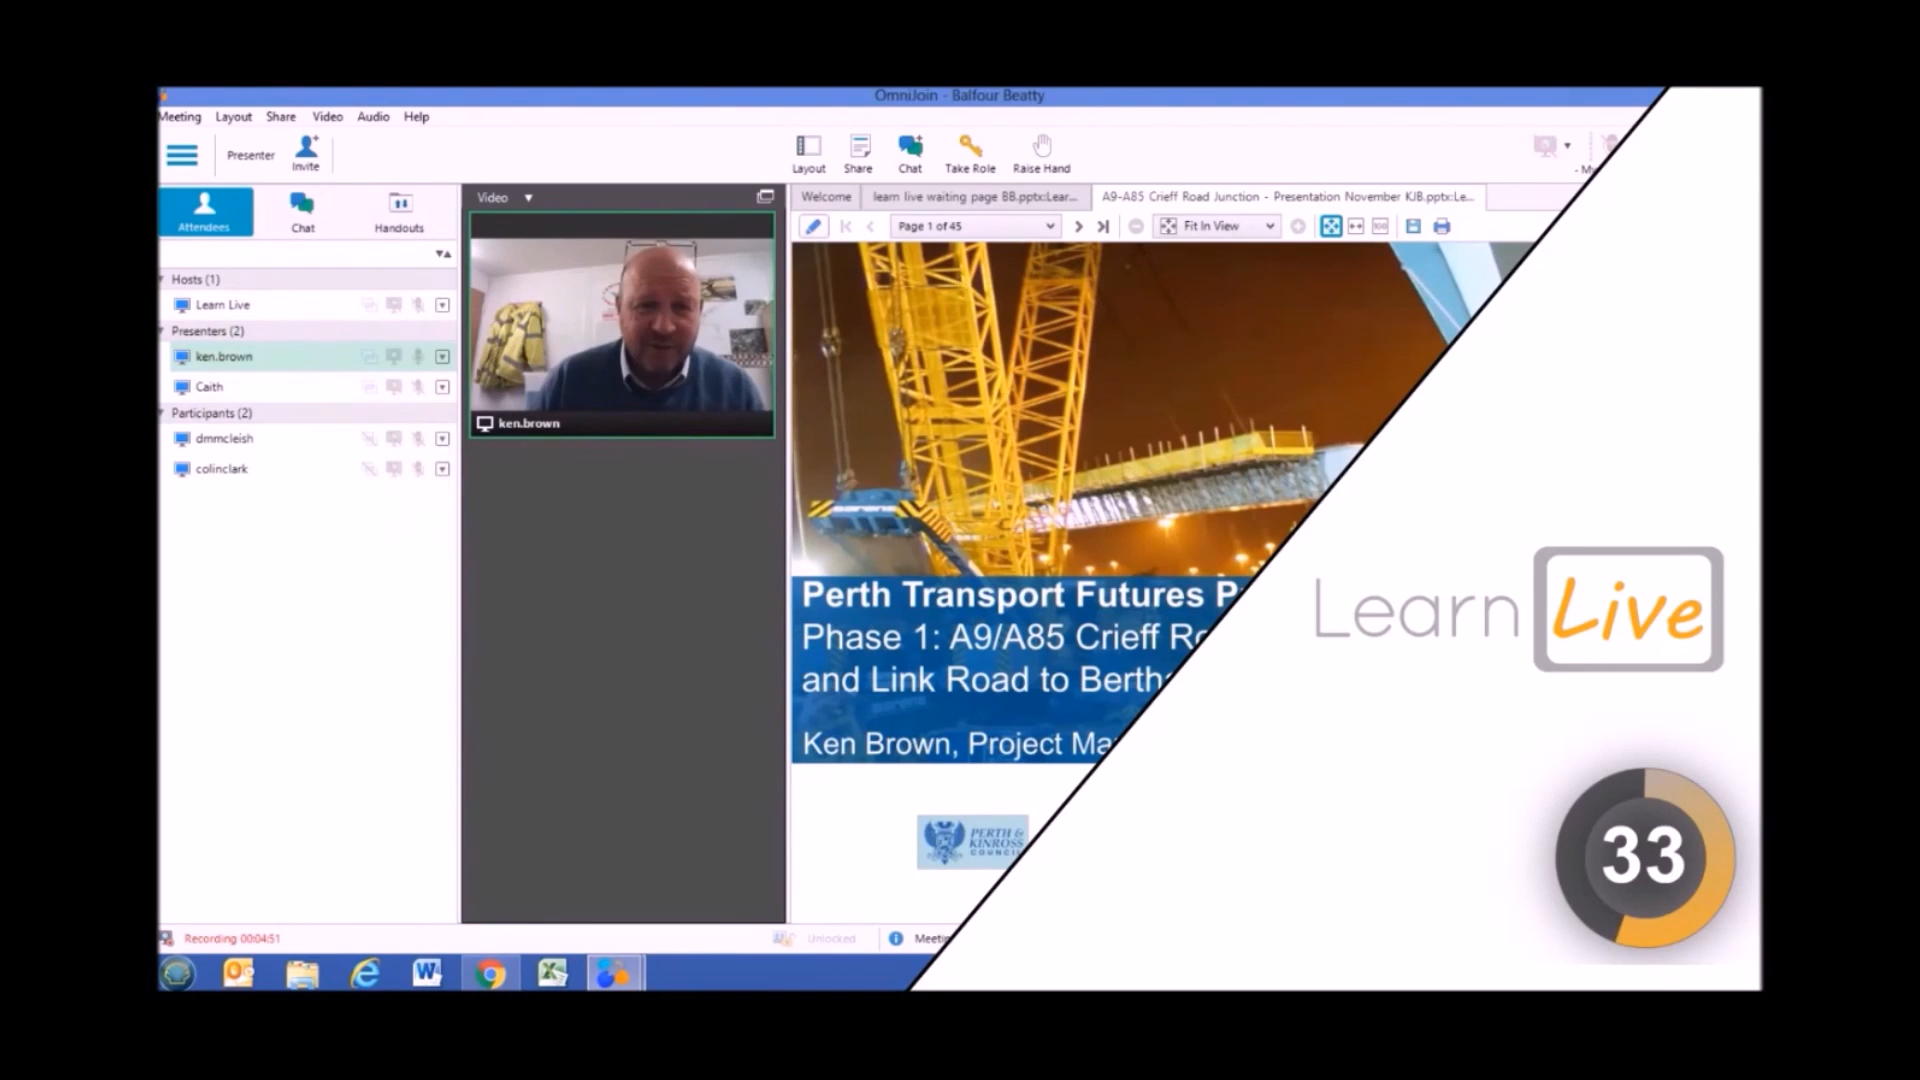 OmniJoin - Balfour Beatty
Meeting Layout Share Video Audio Help
Presenter
Invite
Layout Share Chat Take Role Raise Hand
Attendees Chat Handouts
Video
Welcome
learn live waiting page BB.pptx:Lear...
A9-A85 Crieff Road Junction - Presentation November KJB.pptx:Le...
Page 1 of 45
Fit In View
100
Hosts (1)
Learn Live
Presenters (2)
ken.brown
Caith
Participants (2)
dmmcleish
colinclark
ken.brown
Perth Transport Futures P
Phase 1: A9/A85 Crieff Ro
and Link Road to Bertha
Ken Brown, Project Ma
PERTH &
KINROSS
COUNCIL
Learn Live
33
Recording 00:04:51
Unlocked
Meetin